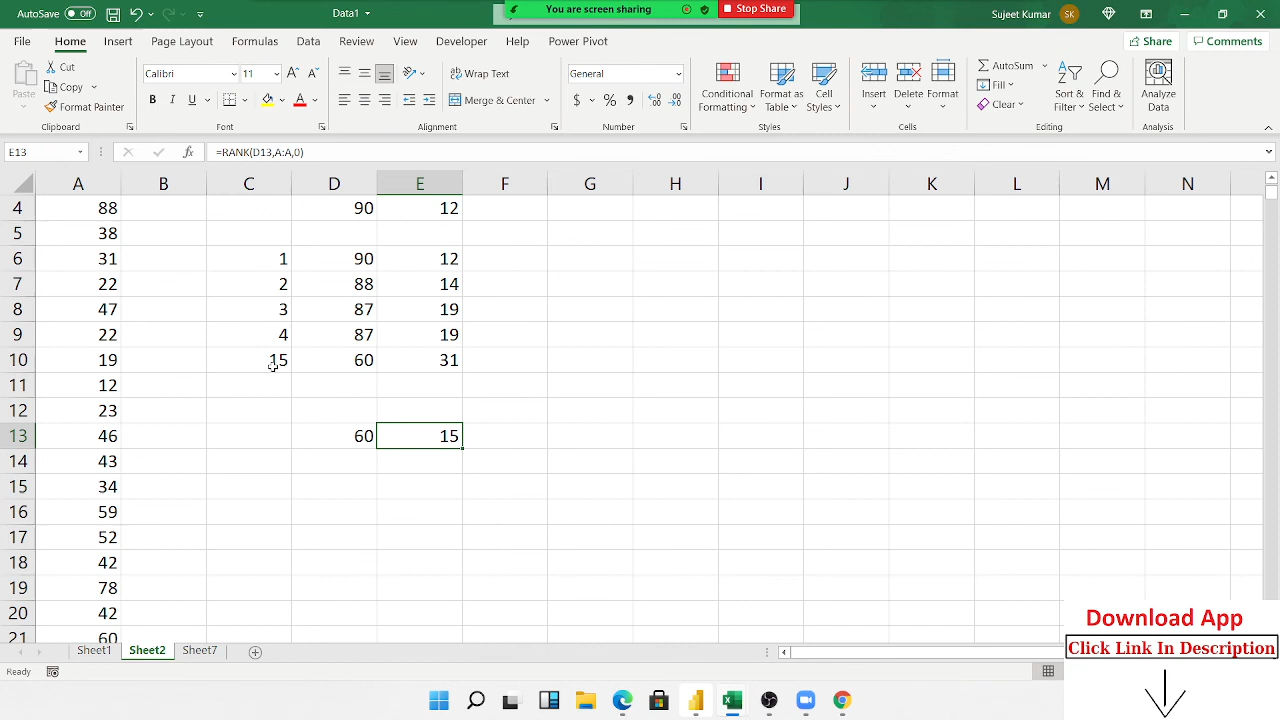 AutoSave Off
Data1
You are screen sharing
Stop Share
Sujeet Kumar SK
File Home Insert Page Layout Formulas Data Review View Developer Help Power Pivot Share Comments
Paste Cut Copy Format Painter Clipboard
Calibri 11 B I U Font
Wrap Text Merge & Center Alignment
General $ % , Number
Conditional Formatting Format as Table Cell Styles Styles
Insert Delete Format Cells
AutoSum Fill Clear Sort & Filter Find & Select Editing
Analyze Data Analysis
E13 fx =RANK(D13,A:A,0)
A B C D E F G H I J K L M N
4 88 90 12
5 38
6 31 1 90 12
7 22 2 88 14
8 47 3 87 19
9 22 4 87 19
10 19 15 60 31
11 12
12 23
13 46 60 15
14 43
15 34
16 59
17 52
18 42
19 78
20 42
21 60
Sheet1 Sheet2 Sheet7
Ready
Download App
Click Link In Description